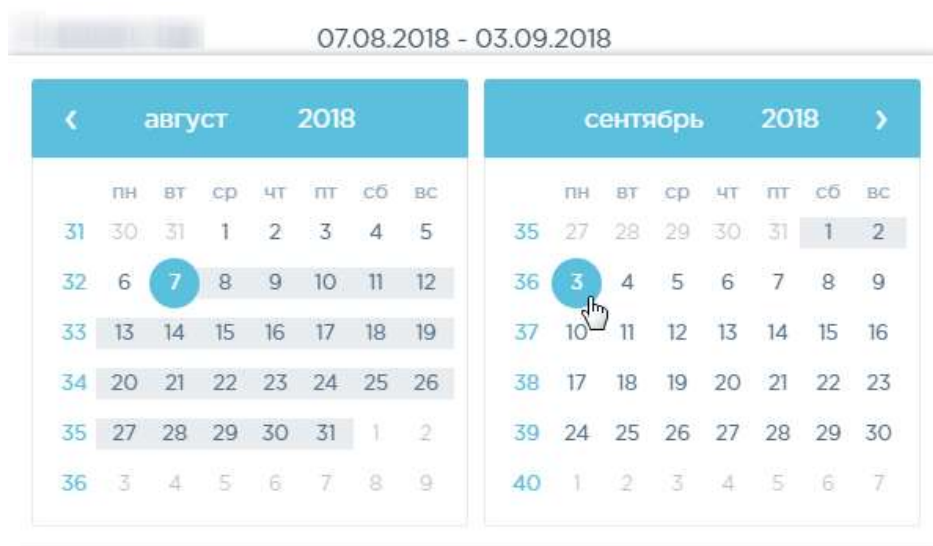 07.08.2018 - 03.09.2018
‹ август 2018
пн вт ср чт пт сб вс
31 30 31 1 2 3 4 5
32 6 7 8 9 10 11 12
33 13 14 15 16 17 18 19
34 20 21 22 23 24 25 26
35 27 28 29 30 31 1 2
36 3 4 5 6 7 8 9
сентябрь 2018 ›
пн вт ср чт пт сб вс
35 27 28 29 30 31 1 2
36 3 4 5 6 7 8 9
37 10 11 12 13 14 15 16
38 17 18 19 20 21 22 23
39 24 25 26 27 28 29 30
40 1 2 3 4 5 6 7